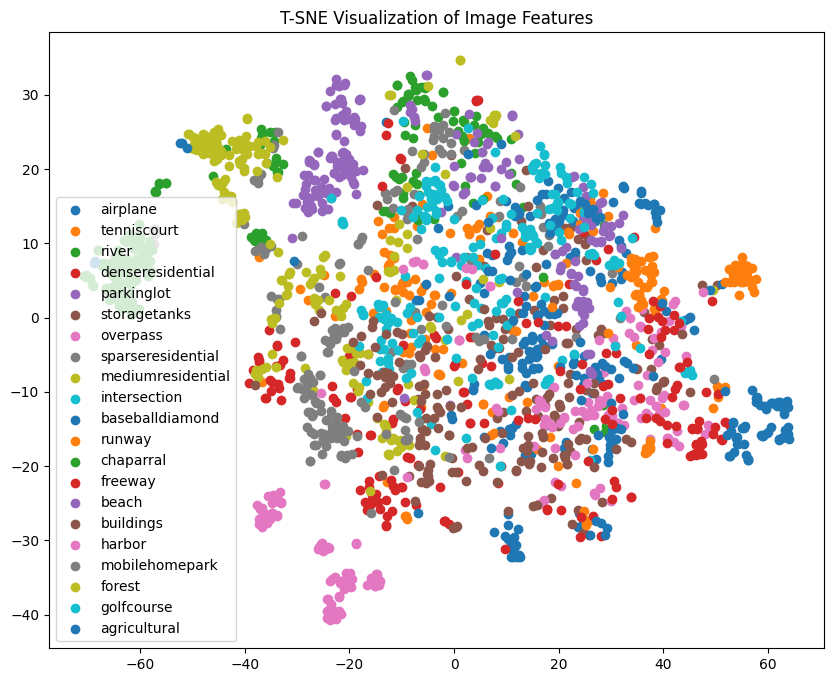 T-SNE Visualization of Image Features
30
20
10
0
−10
−20
−30
−40
airplane
tenniscourt
river
denseresidential
parkinglot
storagetanks
overpass
sparseresidential
mediumresidential
intersection
baseballdiamond
runway
chaparral
freeway
beach
buildings
harbor
mobilehomepark
forest
golfcourse
agricultural
−60 −40 −20 0 20 40 60